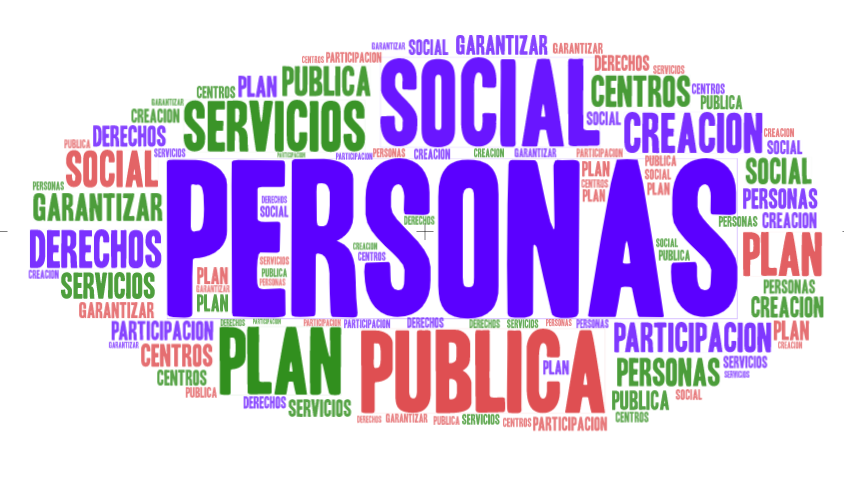 GARANTIZAR SOCIAL GARANTIZAR GARANTIZAR
CENTROS PARTICIPACION DERECHOS SERVICIOS
CENTROS PLAN PUBLICA SOCIAL CENTROS CENTROS
GARANTIZAR PUBLICA
CREACION SERVICIOS SOCIAL CREACION
DERECHOS CREACION
PUBLICA SOCIAL
SERVICIOS PARTICIPACION PARTICIPACION PERSONAS CREACION CREACION GARANTIZAR PARTICIPACION
SOCIAL PLAN PUBLICA SOCIAL
SOCIAL
PERSONAS CENTROS PLAN
PLAN
PERSONAS
GARANTIZAR DERECHOS PERSONAS
SOCIAL DERECHOS PERSONAS CREACION
DERECHOS CREACION SOCIAL PLAN
CENTROS PUBLICA
CREACION SERVICIOS
SERVICIOS PLAN PUBLICA PERSONAS
PERSONAS
GARANTIZAR
GARANTIZAR PLAN CREACION
PARTICIPACION DERECHOS PARTICIPACION PARTICIPACION PARTICIPACION DERECHOS DERECHOS SERVICIOS PERSONAS PERSONAS PARTICIPACION PLAN
GARANTIZAR CENTROS PLAN PUBLICA CREACION
CENTROS PLAN PERSONAS SERVICIOS
SERVICIOS
PUBLICA DERECHOS SERVICIOS PUBLICA SOCIAL
DERECHOS GARANTIZAR PUBLICA SERVICIOS CENTROS PARTICIPACION CENTROS